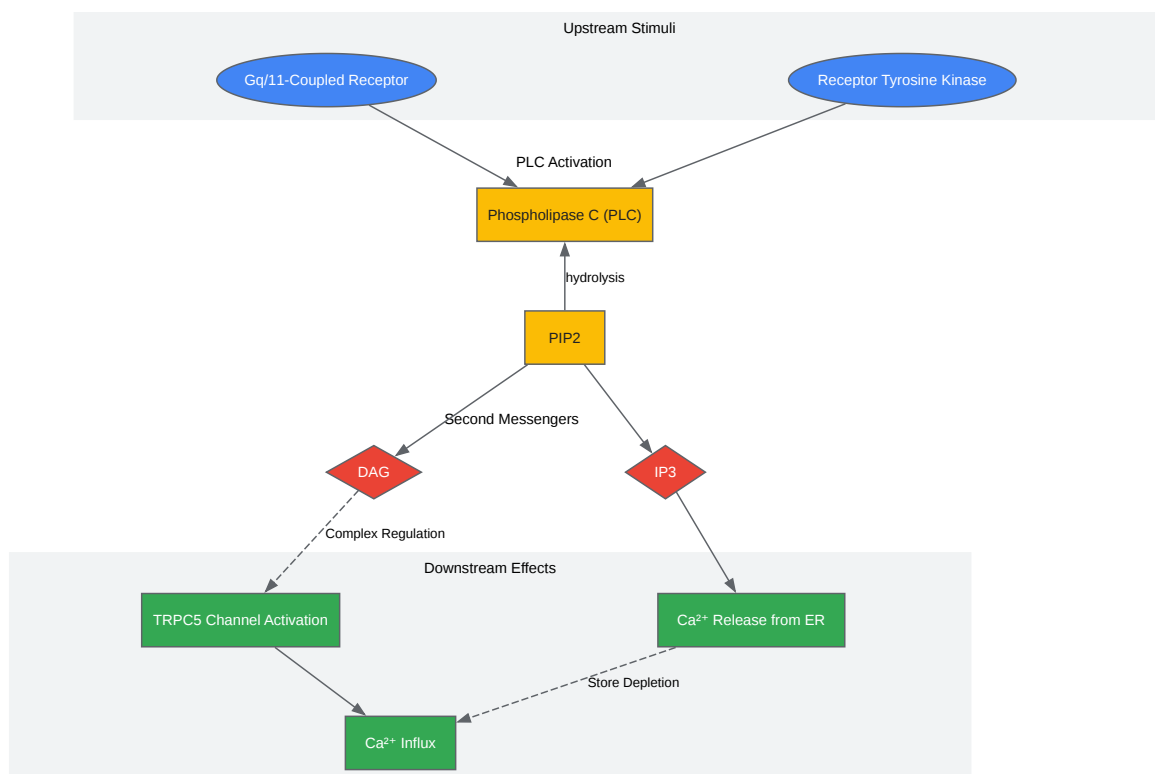 Upstream Stimuli
Gq/11-Coupled Receptor
Receptor Tyrosine Kinase
PLC Activation
Phospholipase C (PLC)
hydrolysis
PIP2
Second Messengers
DAG
IP3
Complex Regulation
Downstream Effects
TRPC5 Channel Activation
Ca²⁺ Release from ER
Store Depletion
Ca²⁺ Influx